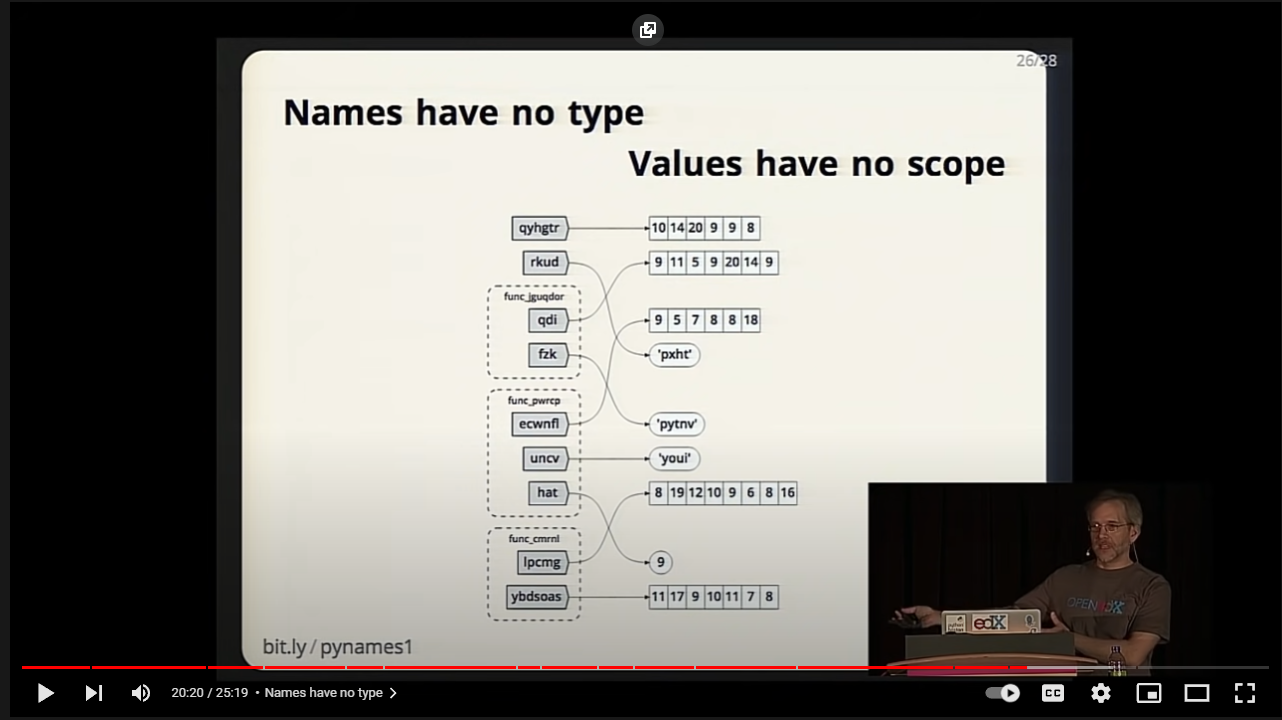 26/28
Names have no type
Values have no scope
qyhgtr 10 14 20 9 9 8
rkud 9 11 5 9 20 14 9
func_jguqdor
qdi 9 5 7 8 8 18
fzk 'pxht'
func_pwrcp
ecwnfl 'pytnv'
uncv 'youi'
hat 8 19 12 10 9 6 8 16
func_cmrnl
lpcmg 9
ybdsoas 11 17 9 10 11 7 8
OPEN edX
python
edX
bit.ly/pynames1
20:20 / 25:19 • Names have no type
CC